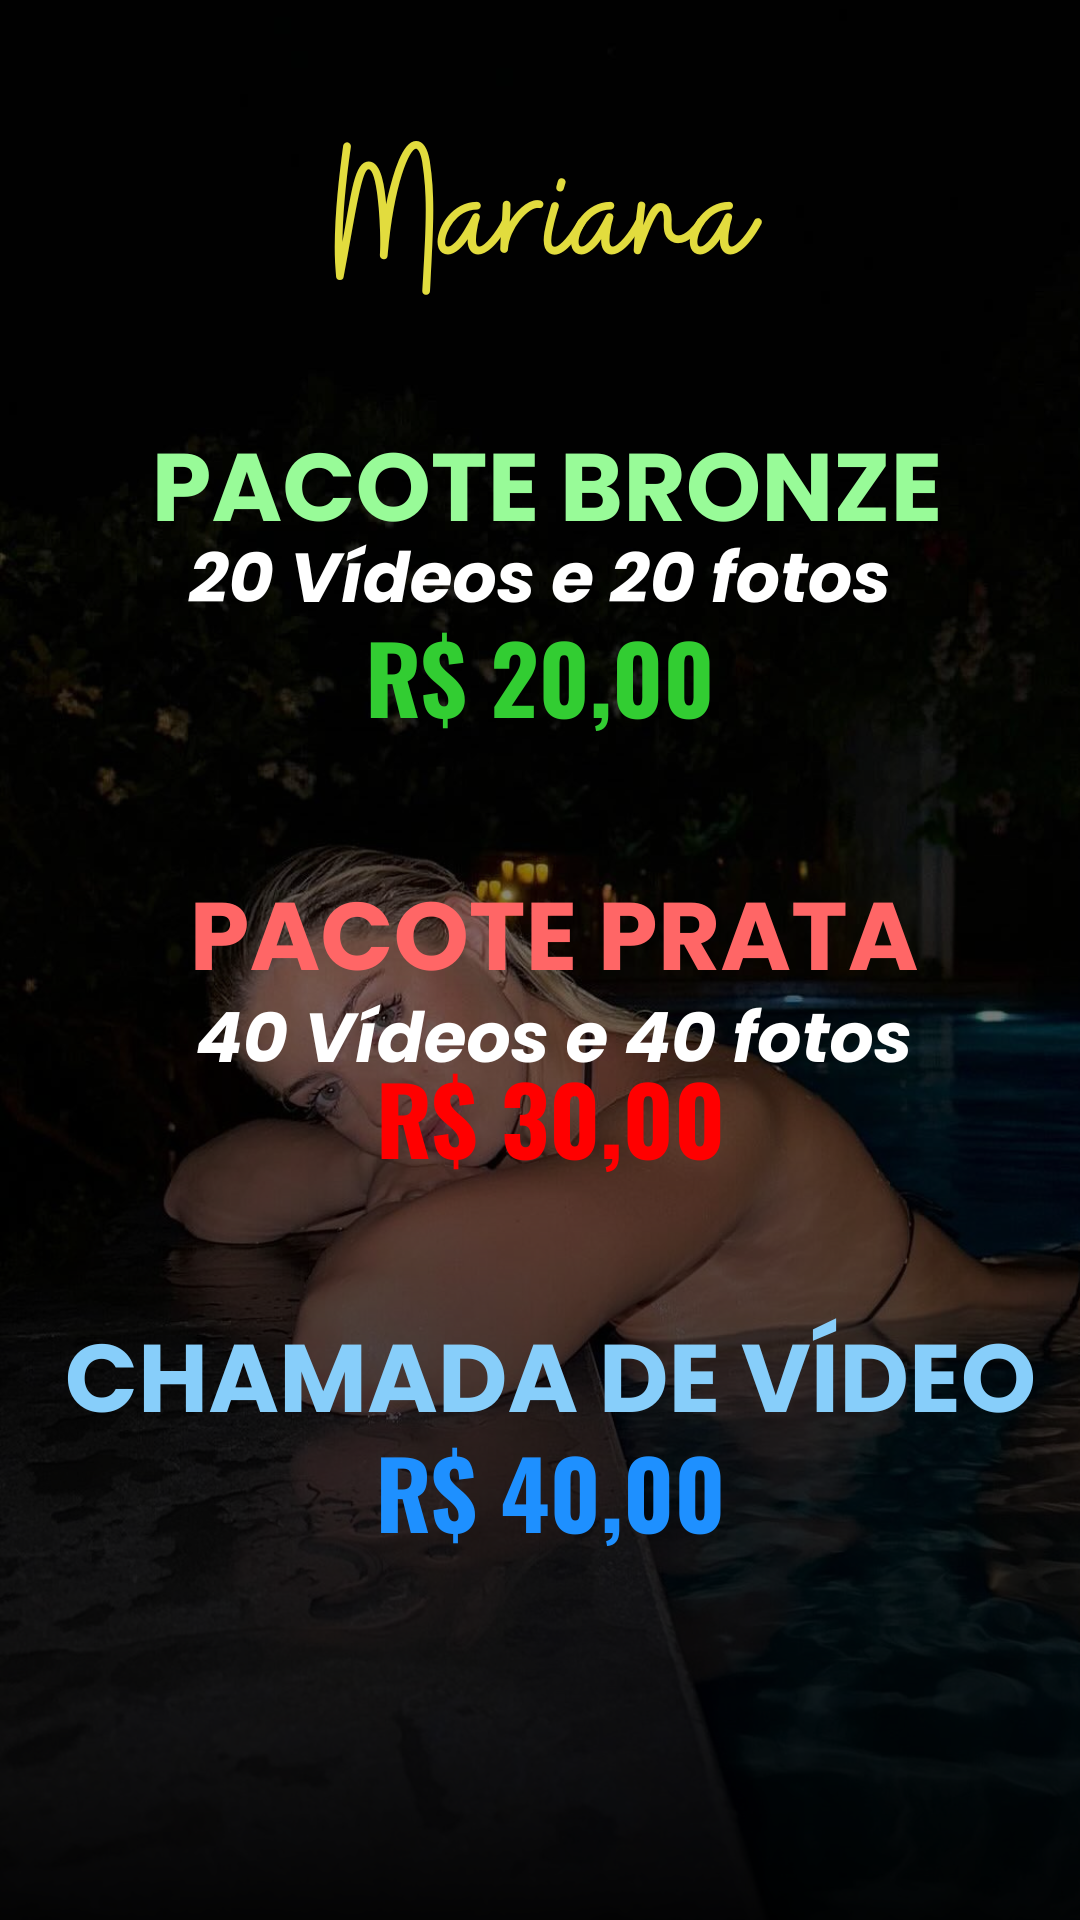 Mariana
PACOTE BRONZE
20 Vídeos e 20 fotos
R$ 20,00
PACOTE PRATA
40 Vídeos e 40 fotos
R$ 30,00
CHAMADA DE VÍDEO
R$ 40,00